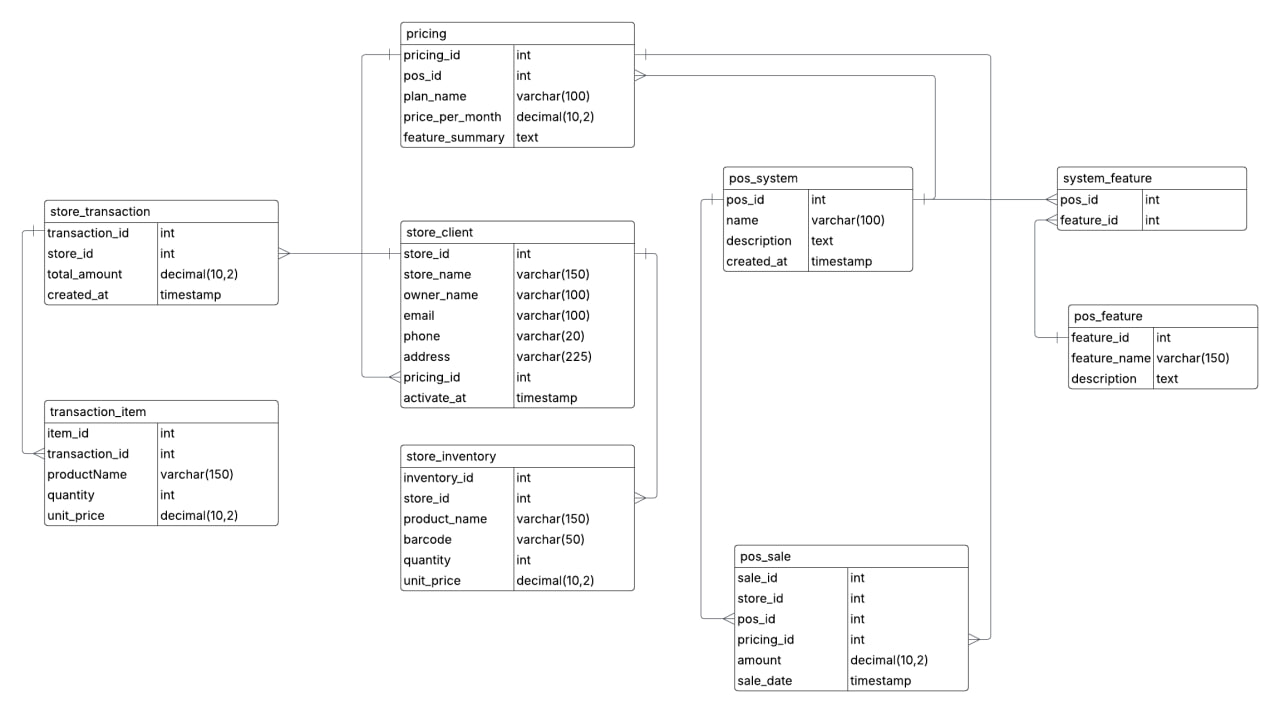 pricing
pricing_id int
pos_id int
plan_name varchar(100)
price_per_month decimal(10,2)
feature_summary text
pos_system
pos_id int
name varchar(100)
description text
created_at timestamp
system_feature
pos_id int
feature_id int
store_transaction
transaction_id int
store_id int
total_amount decimal(10,2)
created_at timestamp
store_client
store_id int
store_name varchar(150)
owner_name varchar(100)
email varchar(100)
phone varchar(20)
address varchar(225)
pricing_id int
activate_at timestamp
pos_feature
feature_id int
feature_name varchar(150)
description text
transaction_item
item_id int
transaction_id int
productName varchar(150)
quantity int
unit_price decimal(10,2)
store_inventory
inventory_id int
store_id int
product_name varchar(150)
barcode varchar(50)
quantity int
unit_price decimal(10,2)
pos_sale
sale_id int
store_id int
pos_id int
pricing_id int
amount decimal(10,2)
sale_date timestamp